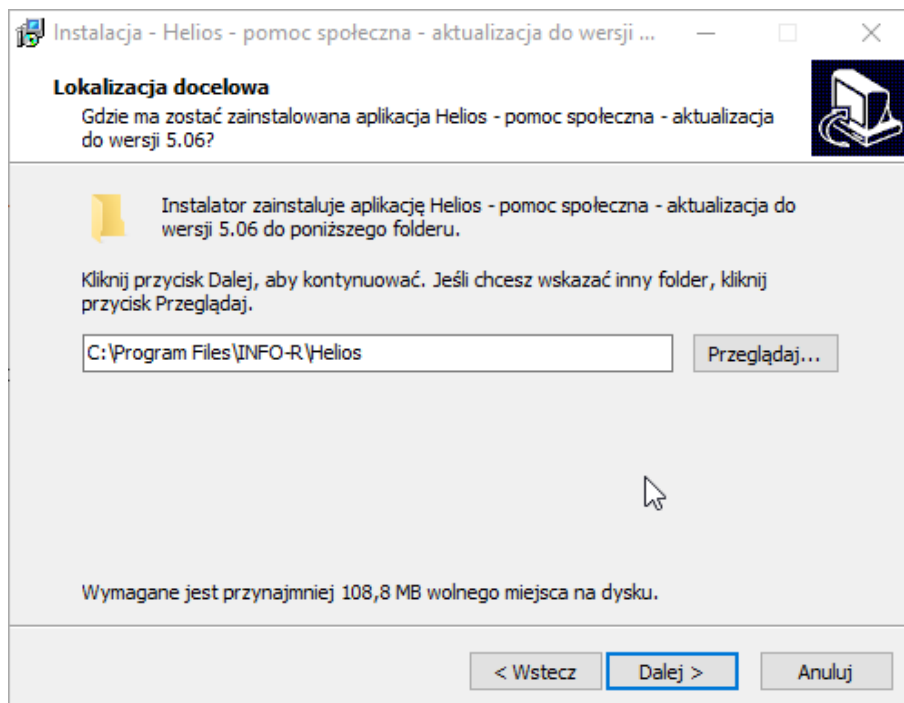 Instalacja - Helios - pomoc społeczna - aktualizacja do wersji ...
Lokalizacja docelowa
Gdzie ma zostać zainstalowana aplikacja Helios - pomoc społeczna - aktualizacja
do wersji 5.06?
Instalator zainstaluje aplikację Helios - pomoc społeczna - aktualizacja do
wersji 5.06 do poniższego folderu.
Kliknij przycisk Dalej, aby kontynuować. Jeśli chcesz wskazać inny folder, kliknij
przycisk Przeglądaj.
C:\Program Files\INFO-R\Helios
Przeglądaj...
Wymagane jest przynajmniej 108,8 MB wolnego miejsca na dysku.
< Wstecz
Dalej >
Anuluj